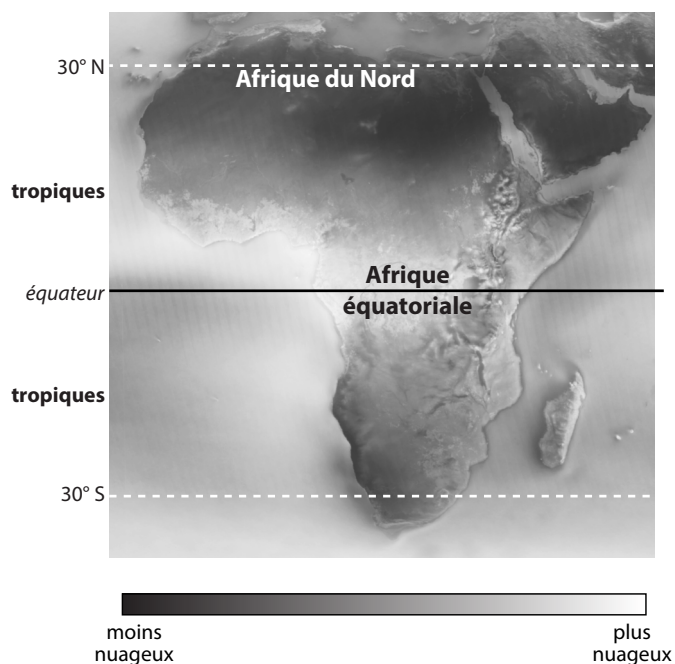 30° N
Afrique du Nord
tropiques
Afrique
équateur
équatoriale
tropiques
30° S
moins
nuageux
plus
nuageux